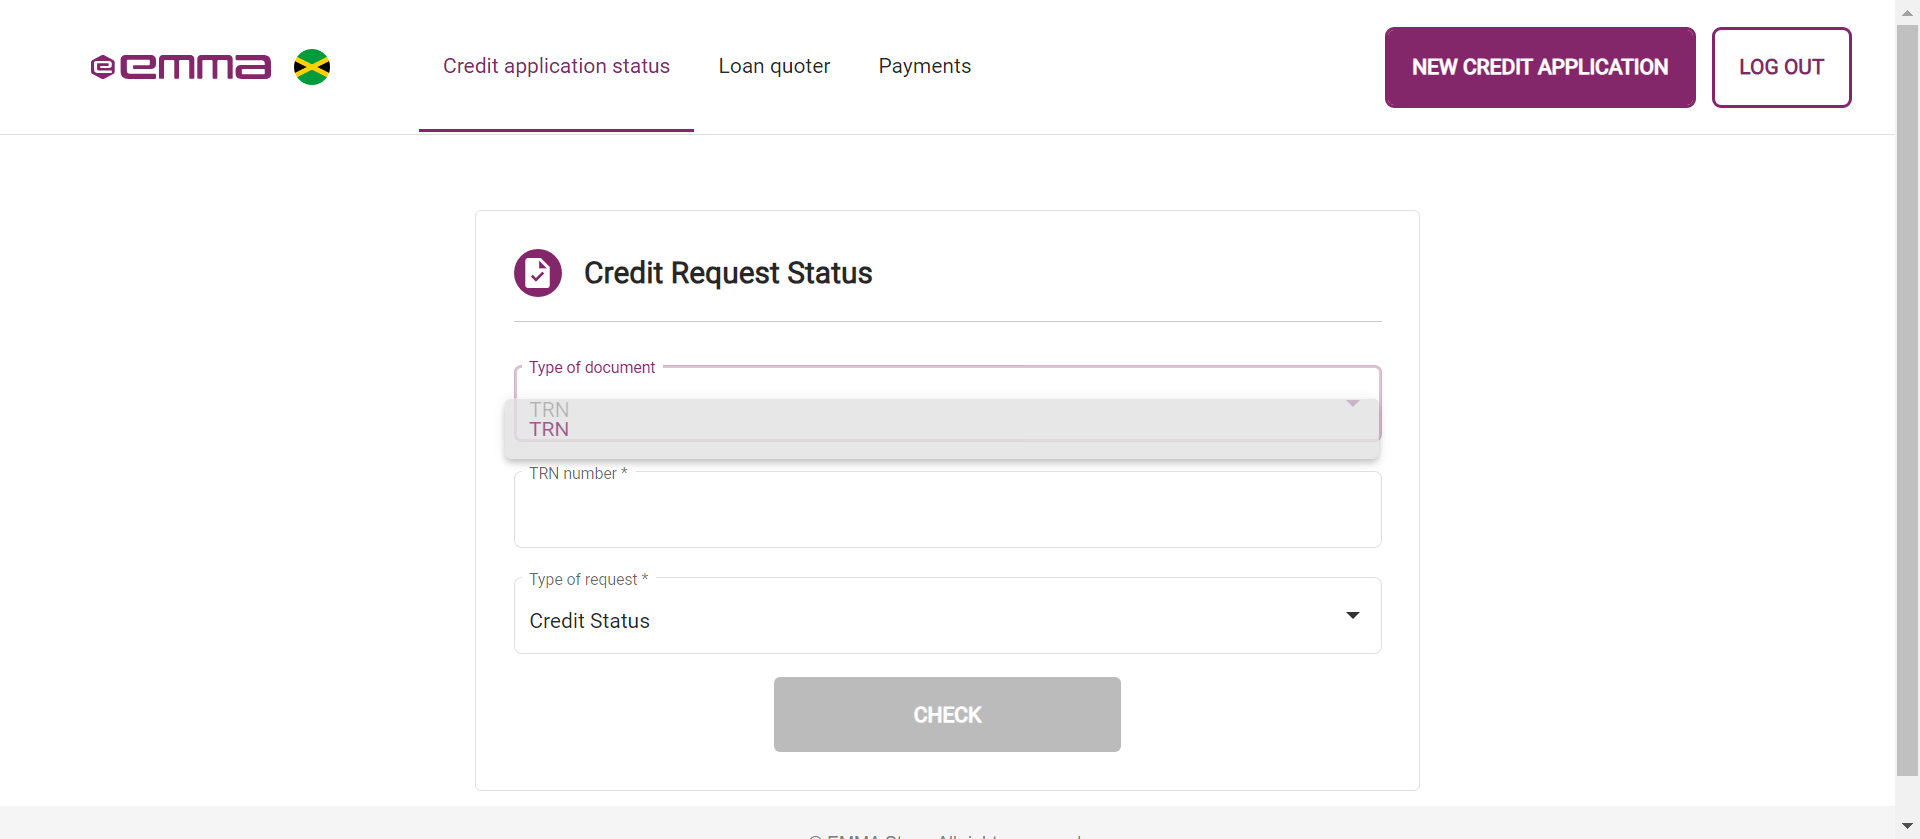 emma
Credit application status
Loan quoter
Payments
NEW CREDIT APPLICATION
LOG OUT
Credit Request Status
Type of document
TRN
TRN
TRN number *
Type of request *
Credit Status
CHECK